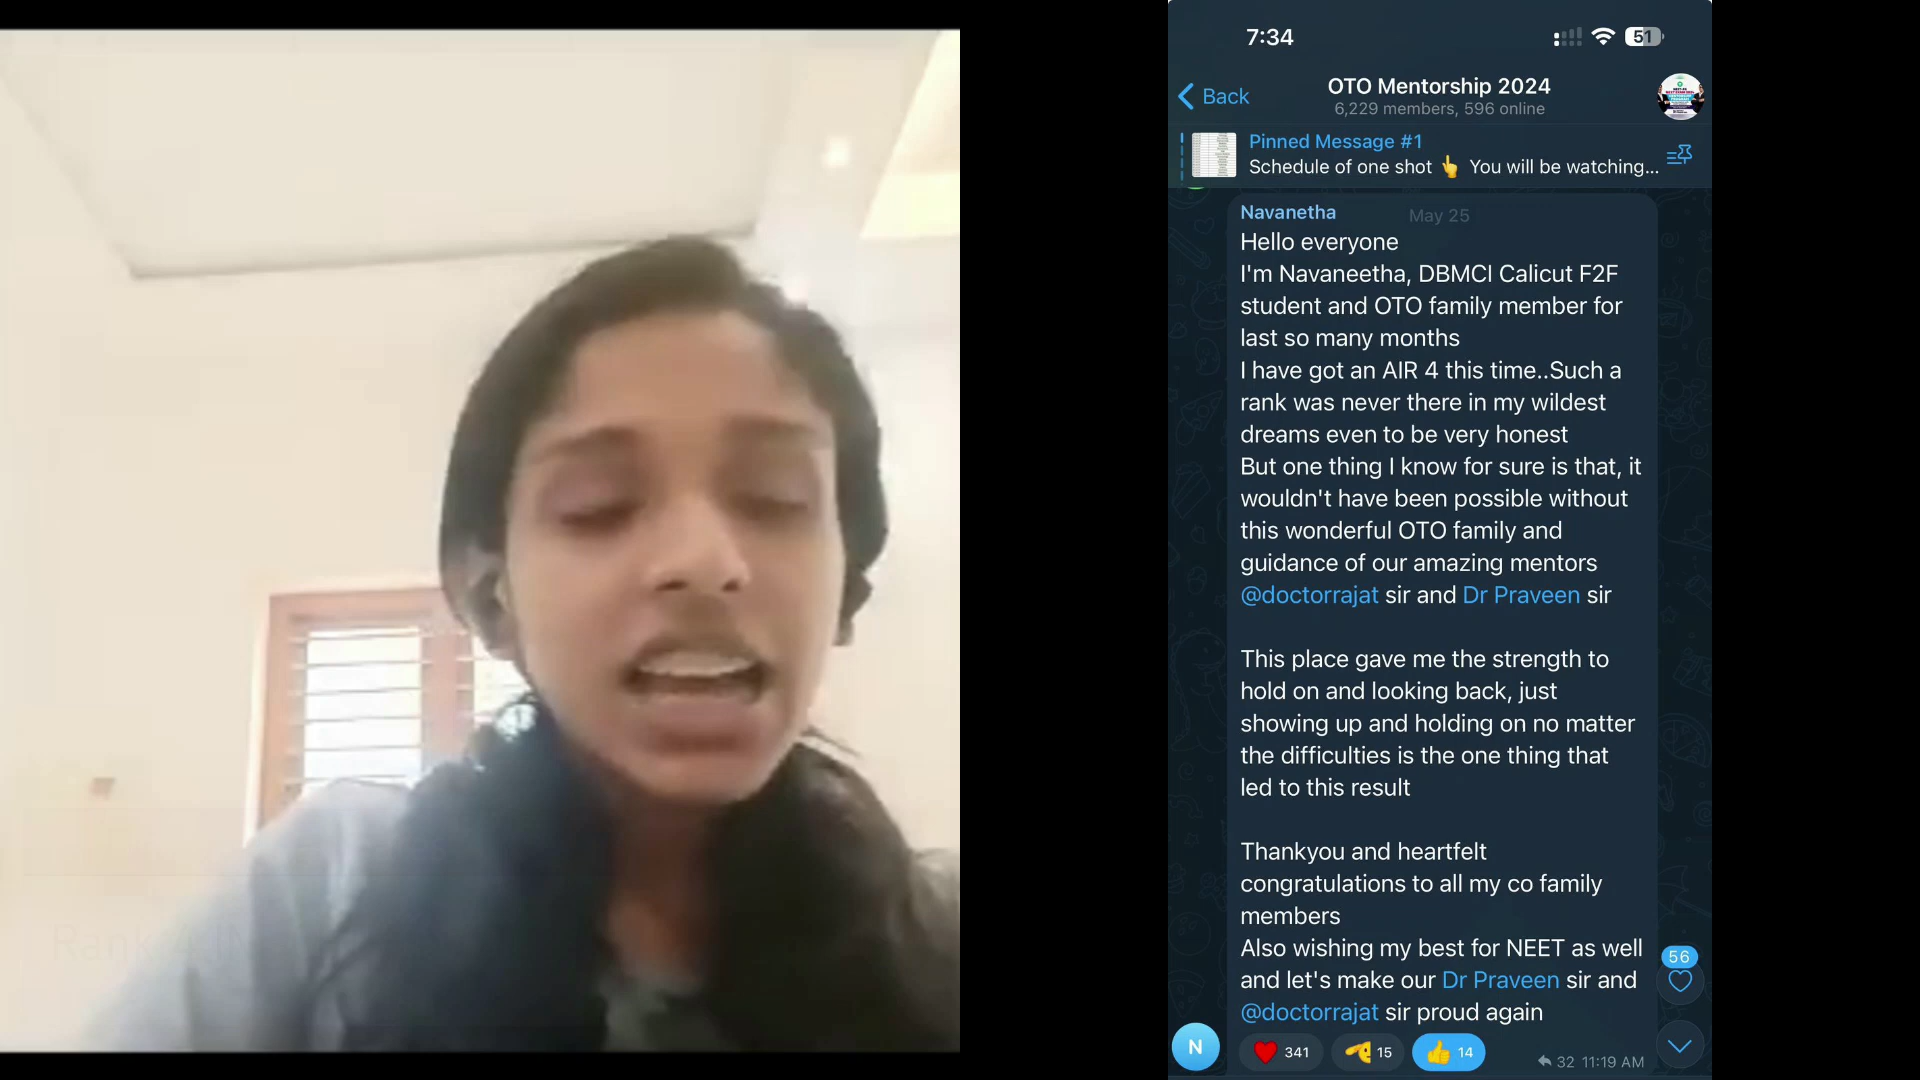 7:34
51
Back
OTO Mentorship 2024
6,229 members, 596 online
Pinned Message #1
Schedule of one shot 👆 You will be watching...
Navanetha
May 25
Hello everyone
I'm Navaneetha, DBMCI Calicut F2F
student and OTO family member for
last so many months
I have got an AIR 4 this time..Such a
rank was never there in my wildest
dreams even to be very honest
But one thing I know for sure is that, it
wouldn't have been possible without
this wonderful OTO family and
guidance of our amazing mentors
@doctorrajat sir and Dr Praveen sir
This place gave me the strength to
hold on and looking back, just
showing up and holding on no matter
the difficulties is the one thing that
led to this result
Thankyou and heartfelt
congratulations to all my co family
members
Also wishing my best for NEET as well
and let's make our Dr Praveen sir and
@doctorrajat sir proud again
56
N
❤️ 341 🫡 15 👍 14
32 11:19 AM
Rank 4 IN